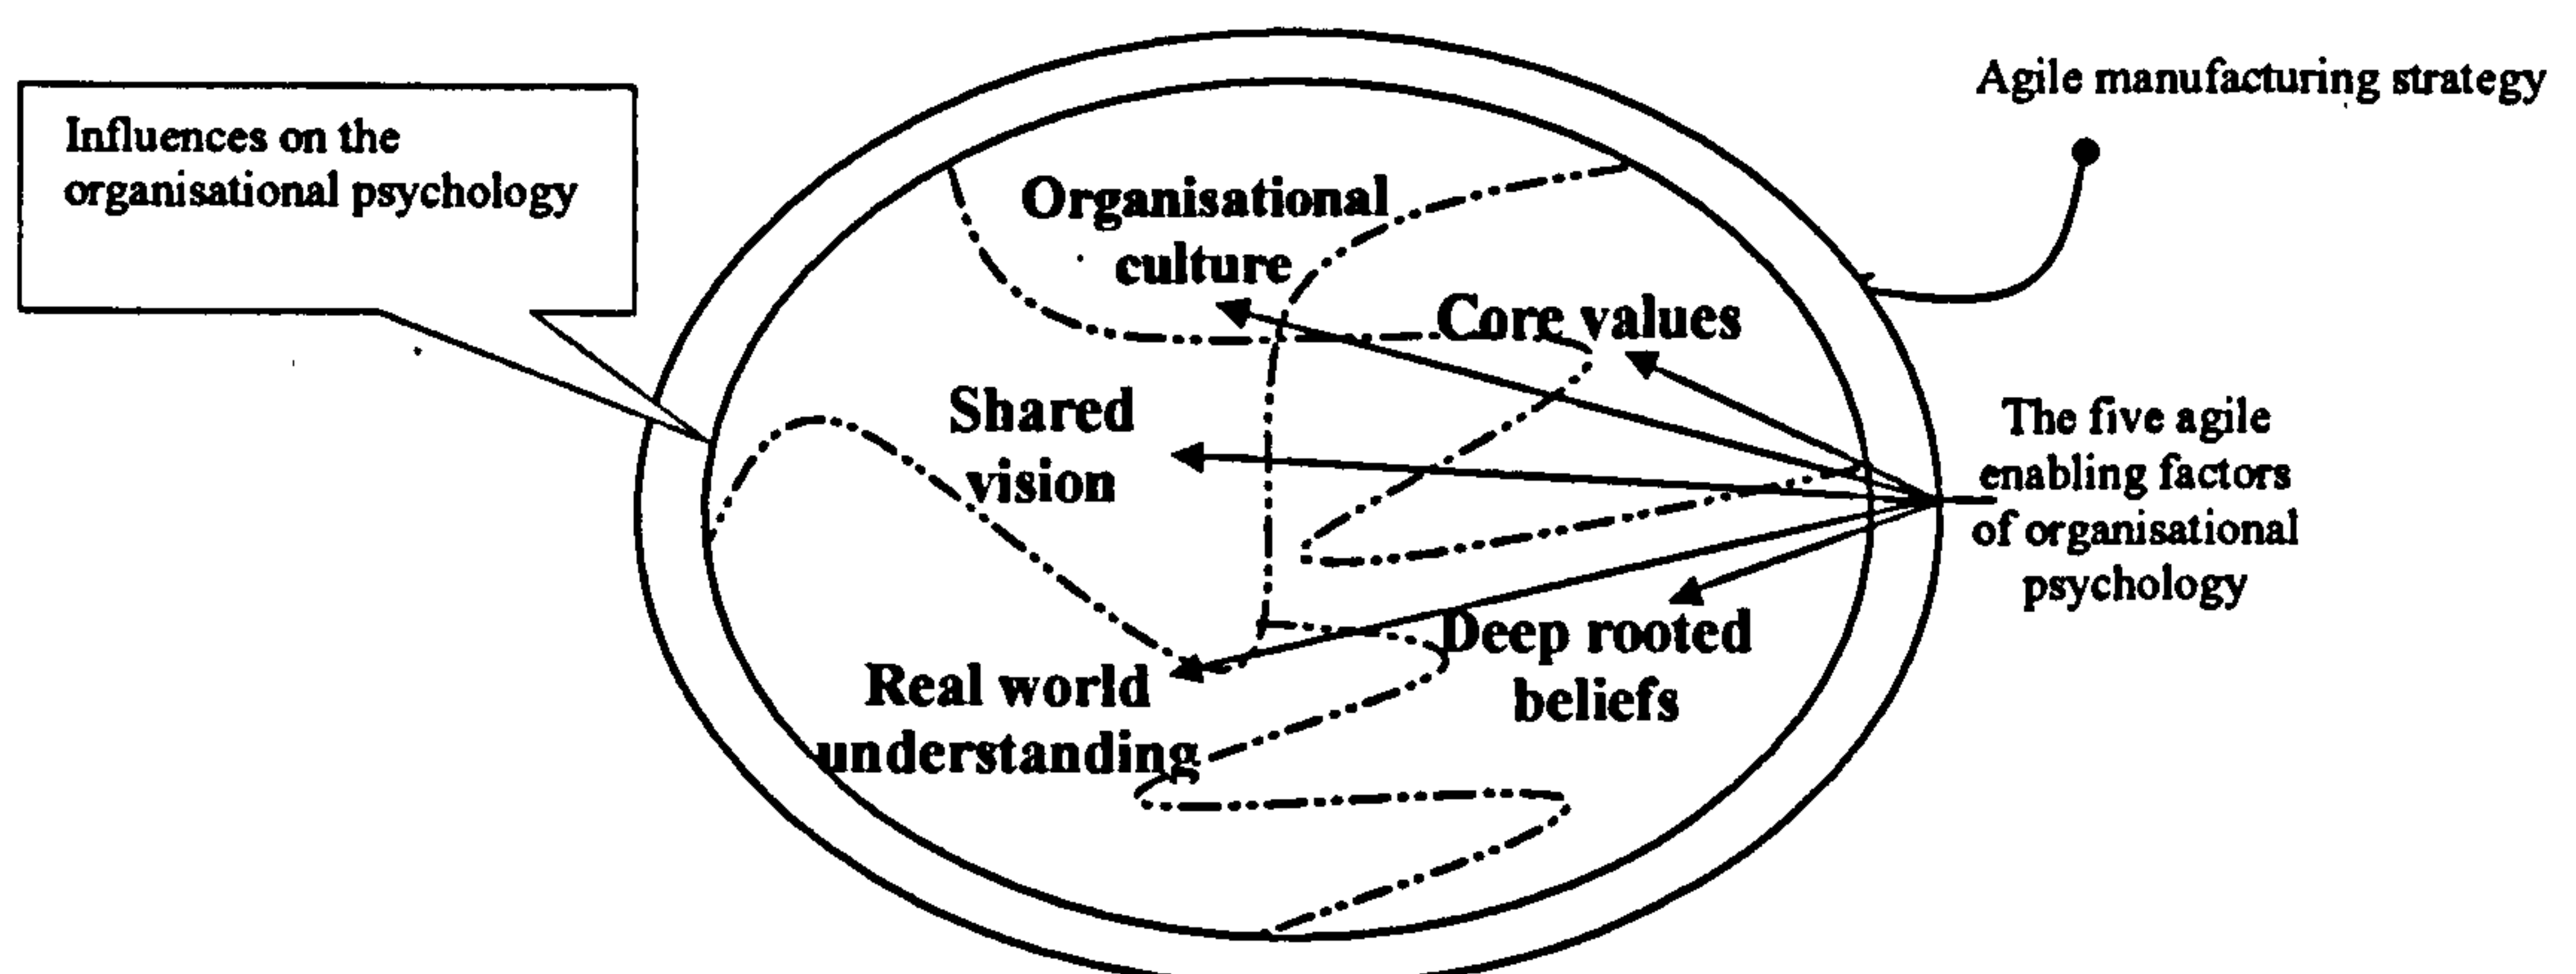 Influences on the
organisational psychology
Agile manufacturing strategy
Organisational
culture
Core values
Shared
vision
Real world
understanding
Deep rooted
beliefs
The five agile
enabling factors
of organisational
psychology